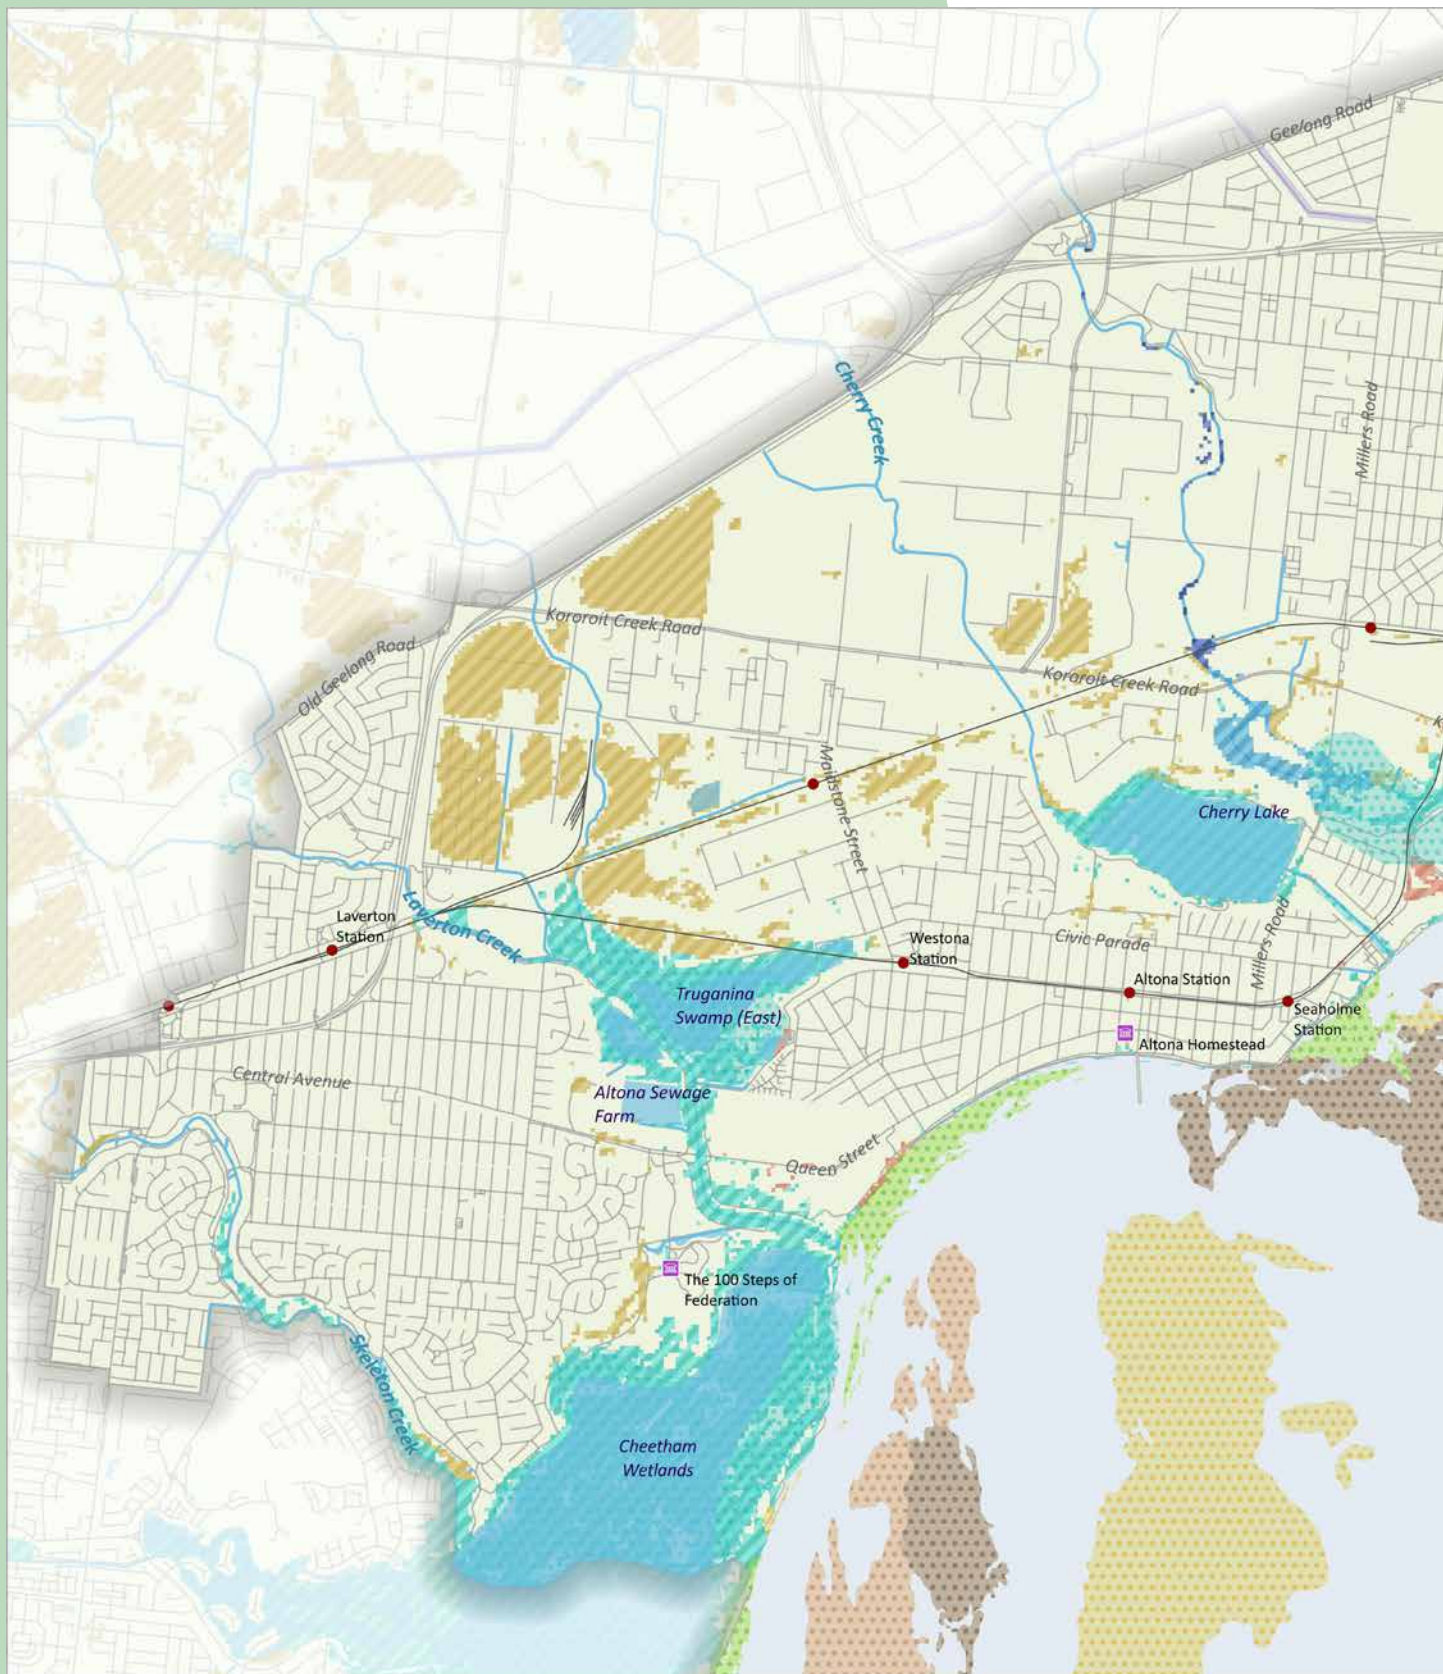 Geelong Road
Millers Road
Cherry Creek
Kororoit Creek Road
Old Geelong Road
Kororoit Creek Road
K
Maidstone Street
Cherry Lake
Laverton
Station
Laverton Creek
Westona
Station
Civic Parade
Millers Road
Altona Station
Truganina
Swamp (East)
Seaholme
Station
Altona Homestead
Central Avenue
Altona Sewage
Farm
Queen Street
The 100 Steps of
Federation
Skeleton Creek
Cheetham
Wetlands